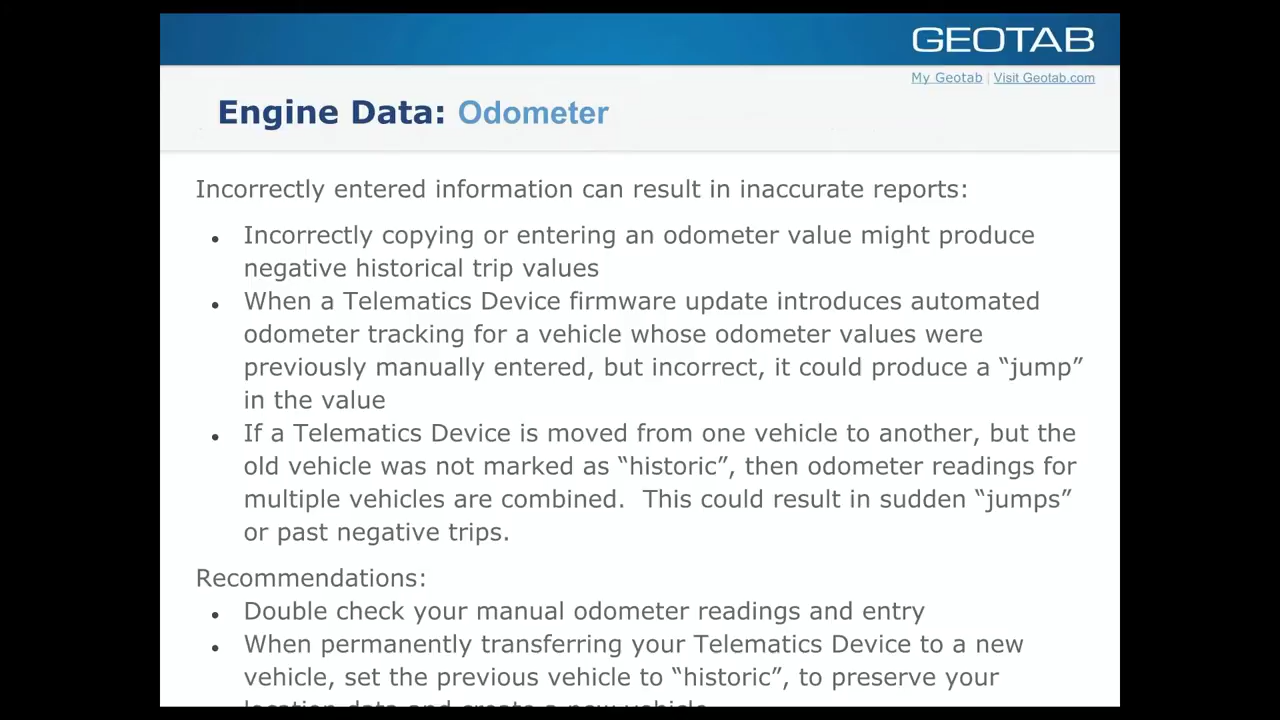 GEOTAB
My Geotab | Visit Geotab.com
Engine Data: Odometer
Incorrectly entered information can result in inaccurate reports:
• Incorrectly copying or entering an odometer value might produce
negative historical trip values
• When a Telematics Device firmware update introduces automated
odometer tracking for a vehicle whose odometer values were
previously manually entered, but incorrect, it could produce a “jump”
in the value
• If a Telematics Device is moved from one vehicle to another, but the
old vehicle was not marked as “historic”, then odometer readings for
multiple vehicles are combined.  This could result in sudden “jumps”
or past negative trips.
Recommendations:
• Double check your manual odometer readings and entry
• When permanently transferring your Telematics Device to a new
vehicle, set the previous vehicle to “historic”, to preserve your
location data and create a new vehicle